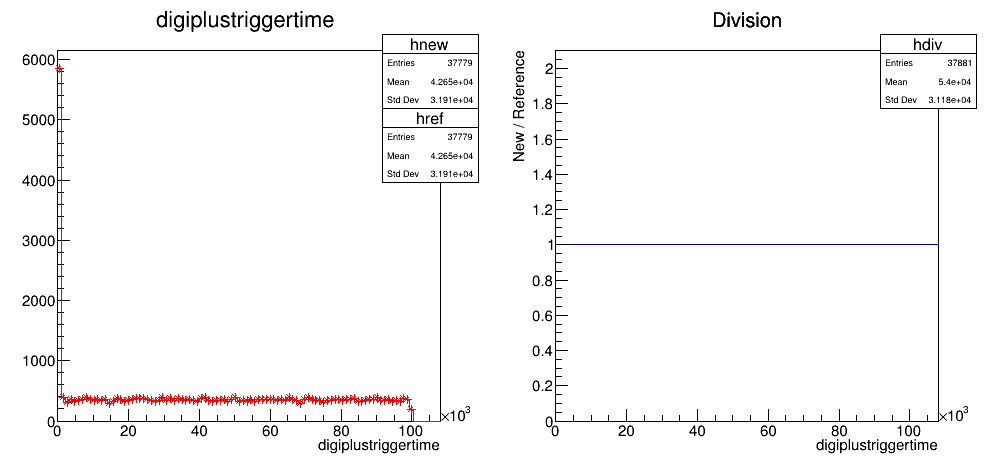 digiplustriggertime
hnew
Entries 37779
Mean 4.265e+04
Std Dev 3.191e+04
href
Entries 37779
Mean 4.265e+04
Std Dev 3.191e+04
6000
5000
4000
3000
2000
1000
0
0 20 40 60 80 100
×10³
digiplustriggertime
Division
hdiv
Entries 37881
Mean 5.4e+04
Std Dev 3.118e+04
New / Reference
2
1.8
1.6
1.4
1.2
1
0.8
0.6
0.4
0.2
0
0 20 40 60 80 100
×10³
digiplustriggertime